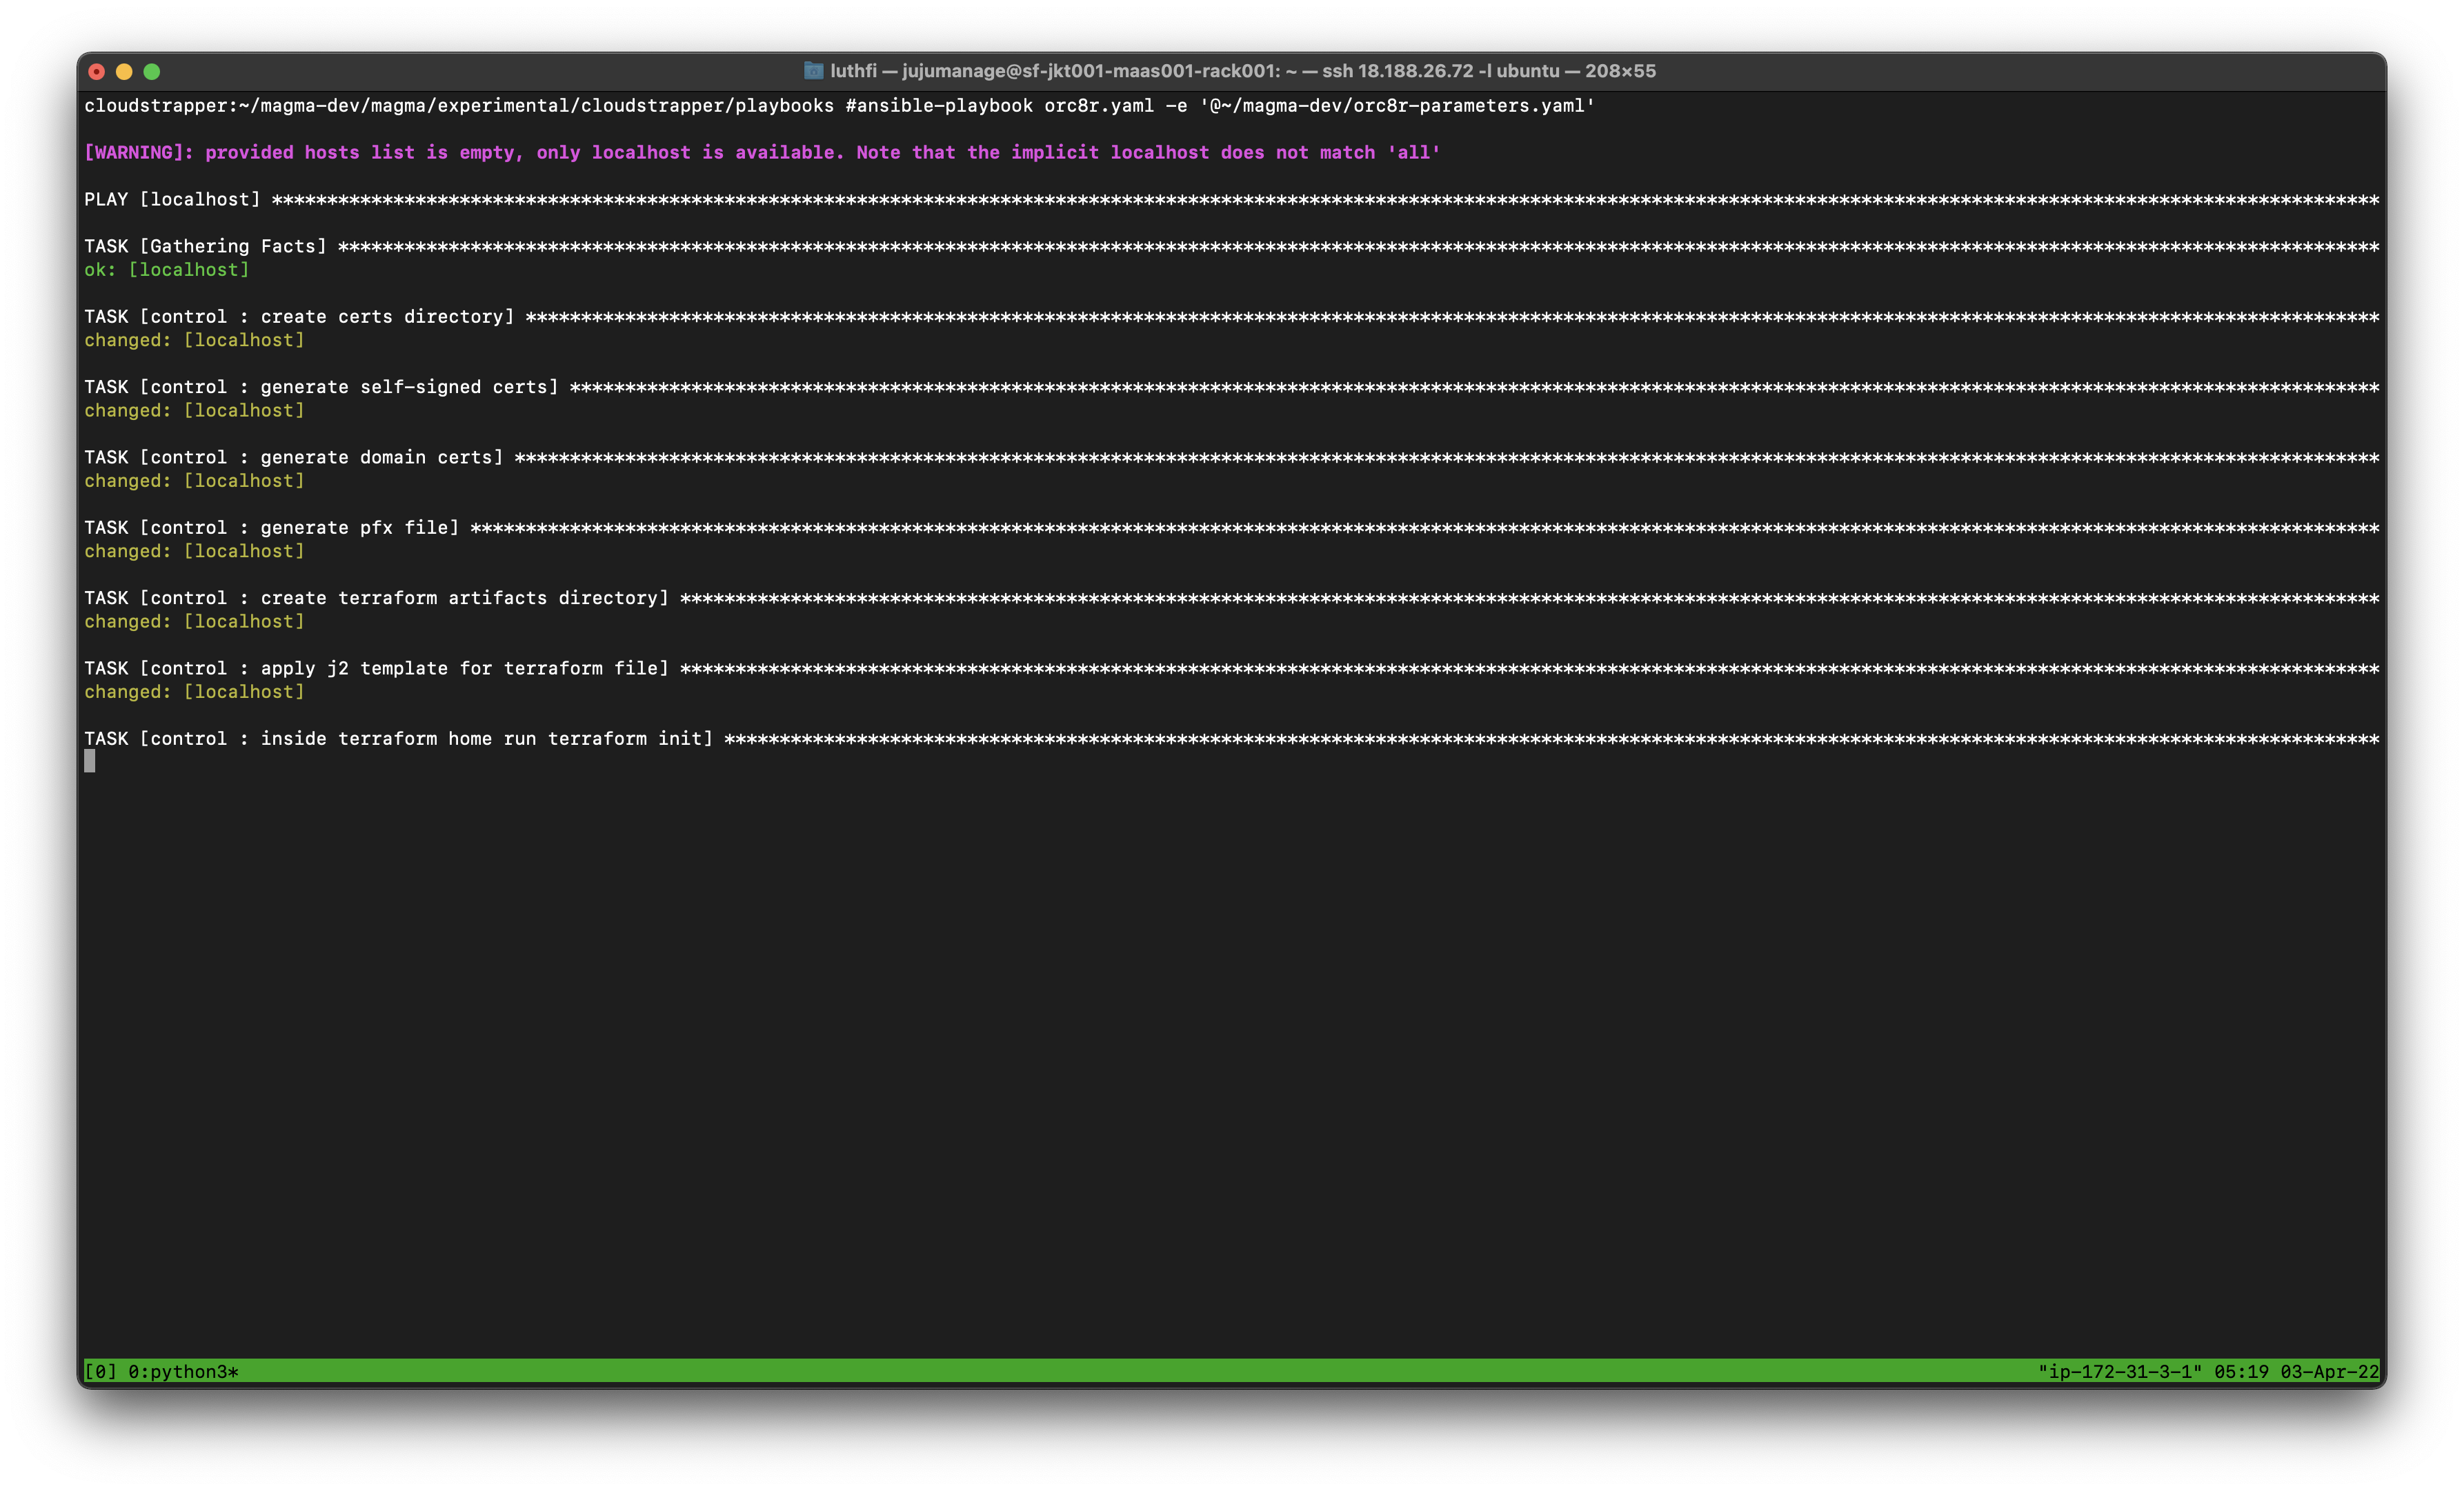 luthfi — jujumanage@sf-jkt001-maas001-rack001: ~ — ssh 18.188.26.72 -l ubuntu — 208×55
cloudstrapper:~/magma-dev/magma/experimental/cloudstrapper/playbooks #ansible-playbook orc8r.yaml -e '@~/magma-dev/orc8r-parameters.yaml'
[WARNING]: provided hosts list is empty, only localhost is available. Note that the implicit localhost does not match 'all'
PLAY [localhost] ***********************************************************************************************************************************************************************************************
TASK [Gathering Facts] *****************************************************************************************************************************************************************************************
ok: [localhost]
TASK [control : create certs directory] ************************************************************************************************************************************************************************
changed: [localhost]
TASK [control : generate self-signed certs] ********************************************************************************************************************************************************************
changed: [localhost]
TASK [control : generate domain certs] *************************************************************************************************************************************************************************
changed: [localhost]
TASK [control : generate pfx file] *****************************************************************************************************************************************************************************
changed: [localhost]
TASK [control : create terraform artifacts directory] **********************************************************************************************************************************************************
changed: [localhost]
TASK [control : apply j2 template for terraform file] **********************************************************************************************************************************************************
changed: [localhost]
TASK [control : inside terraform home run terraform init] ******************************************************************************************************************************************************
[0] 0:python3* "ip-172-31-3-1" 05:19 03-Apr-22